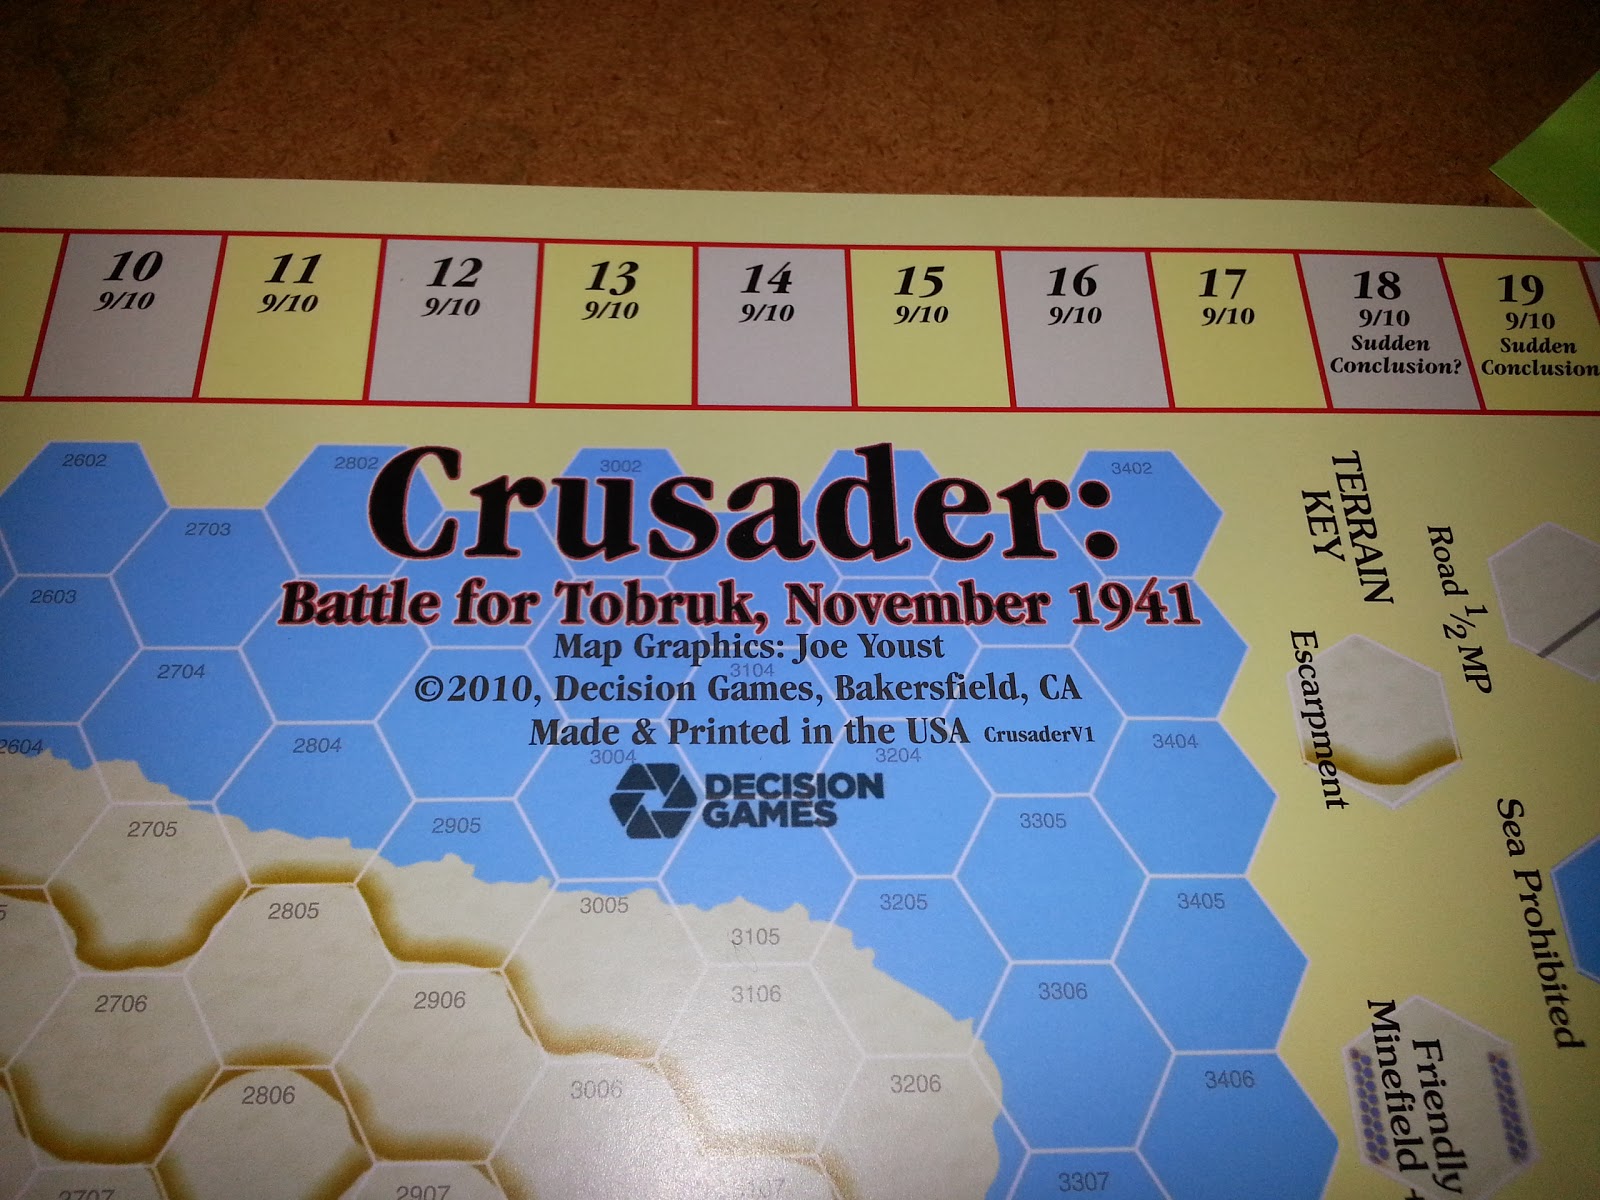 10
9/10
11
9/10
12
9/10
13
9/10
14
9/10
15
9/10
16
9/10
17
9/10
18
9/10
Sudden
Conclusion?
19
9/10
Sudden
Conclusion
2602
2802
3002
3402
Crusader:
2703
2603
Battle for Tobruk, November 1941
Map Graphics: Joe Youst
2704
3104
©2010, Decision Games, Bakersfield, CA
Made & Printed in the USA CrusaderV1
2604
2804
3004
3204
3404
DECISION
GAMES
2705
2905
3305
2805
3005
3205
3405
3105
2706
2906
3106
3306
2806
3006
3206
3406
2707
2907
3307
TERRAIN
KEY
Road 1/2 MP
Escarpment
Sea Prohibited
Friendly
Minefield +